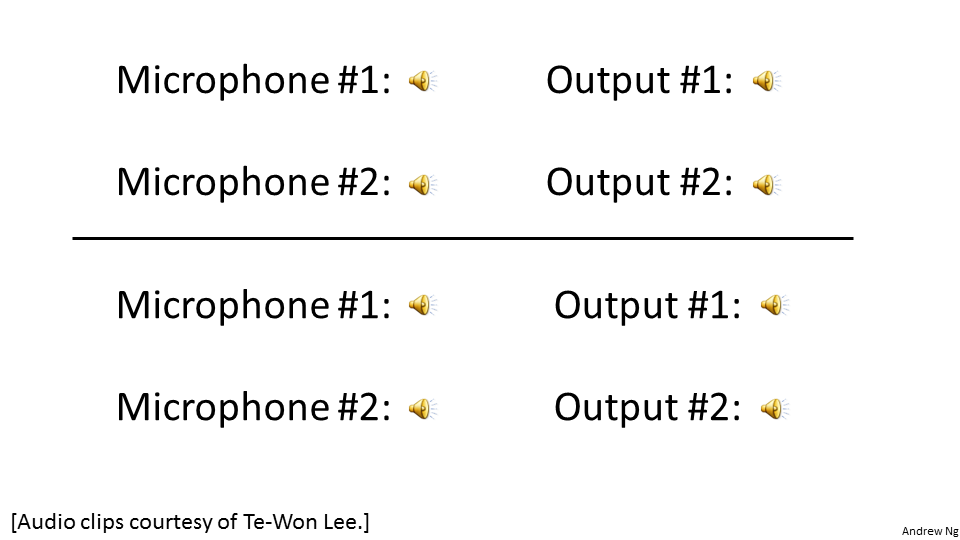 Microphone #1: Output #1:
Microphone #2: Output #2:
Microphone #1: Output #1:
Microphone #2: Output #2:
[Audio clips courtesy of Te-Won Lee.]
Andrew Ng